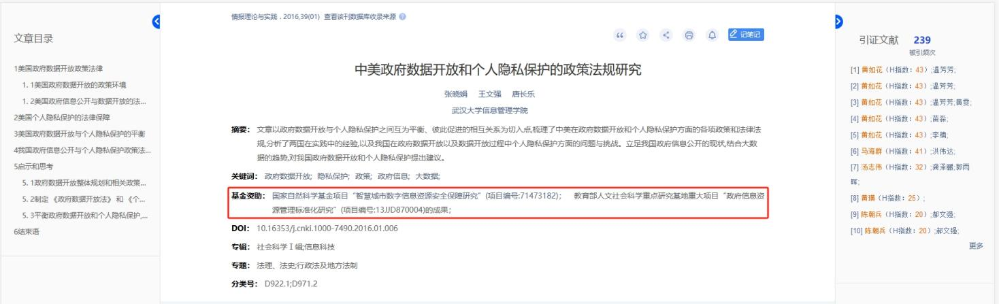 文章目录
1美国政府数据开放政策法律
1. 1美国政府数据开放的政策环境
1. 2美国政府信息公开与数据开放的法...
2美国个人隐私保护的法律保障
3美国政府数据开放与个人隐私保护的平衡
4我国政府信息公开与个人隐私保护政策法...
5启示和思考
5. 1政府数据开放整体规划和相关政策...
5. 2制定 《政府数据开放法》 和 《个...
5. 3平衡政府数据开放和个人隐私保护,...
6结束语
情报理论与实践 . 2016,39(01) 查看该刊数据库收录来源 ?
记笔记
中美政府数据开放和个人隐私保护的政策法规研究
张晓娟 王文强 唐长乐
武汉大学信息管理学院
摘要： 文章以政府数据开放与个人隐私保护之间互为平衡、彼此促进的相互关系为切入点,梳理了中美在政府数据开放和个人隐私保护方面的各项政策和法律法
规,分析了两国在实践中的经验,以及我国在政府数据开放以及数据开放过程中个人隐私保护方面的问题与挑战。立足我国政府信息公开的现状,结合大数
据的趋势,对我国政府数据开放和个人隐私保护提出建议。
关键词： 政府数据开放; 隐私保护; 政策; 政府信息; 大数据;
基金资助： 国家自然科学基金项目“智慧城市数字信息资源安全保障研究”(项目编号:71473182)； 教育部人文社会科学重点研究基地重大项目“政府信息资
源管理标准化研究”(项目编号:13JJD870004)的成果；
DOI： 10.16353/j.cnki.1000-7490.2016.01.006
专辑： 社会科学Ⅰ辑;信息科技
专题： 法理、法史;行政法及地方法制
分类号： D922.1;D971.2
引证文献 239
被引频次
[1] 黄如花（H指数：43）;温芳芳;
[2] 黄如花（H指数：43）;温芳芳;
[3] 黄如花（H指数：43）;温芳芳;黄雯;
[4] 黄如花（H指数：43）;苗淼;
[5] 黄如花（H指数：43）;李楠;
[6] 马海群（H指数：41）;洪伟达;
[7] 汤志伟（H指数：32）;龚泽鹏;郭雨
晖;
[8] 黄璜（H指数：25）;
[9] 陈朝兵（H指数：20）;郝文强;
[10] 陈朝兵（H指数：20）;郝文强;
更多